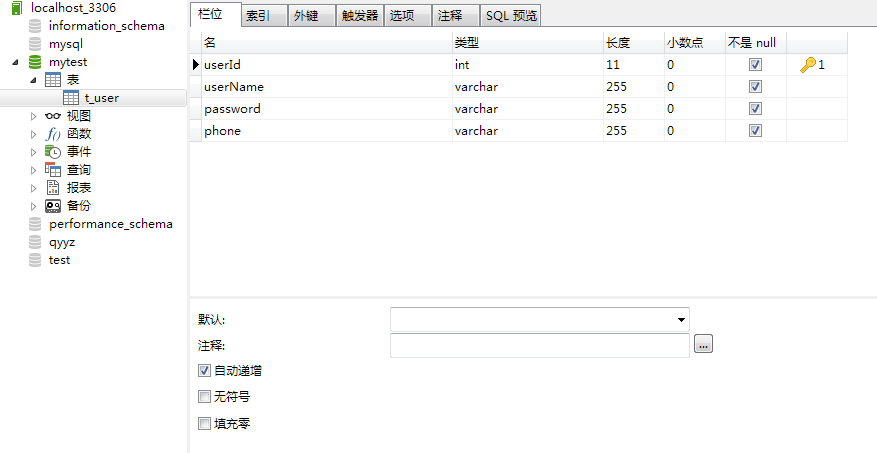 localhost_3306
information_schema
mysql
mytest
表
t_user
视图
函数
事件
查询
报表
备份
performance_schema
qyyz
test
栏位 索引 外键 触发器 选项 注释 SQL 预览
名 类型 长度 小数点 不是 null
userId int 11 0 1
userName varchar 255 0
password varchar 255 0
phone varchar 255 0
默认:
注释: ...
自动递增
无符号
填充零